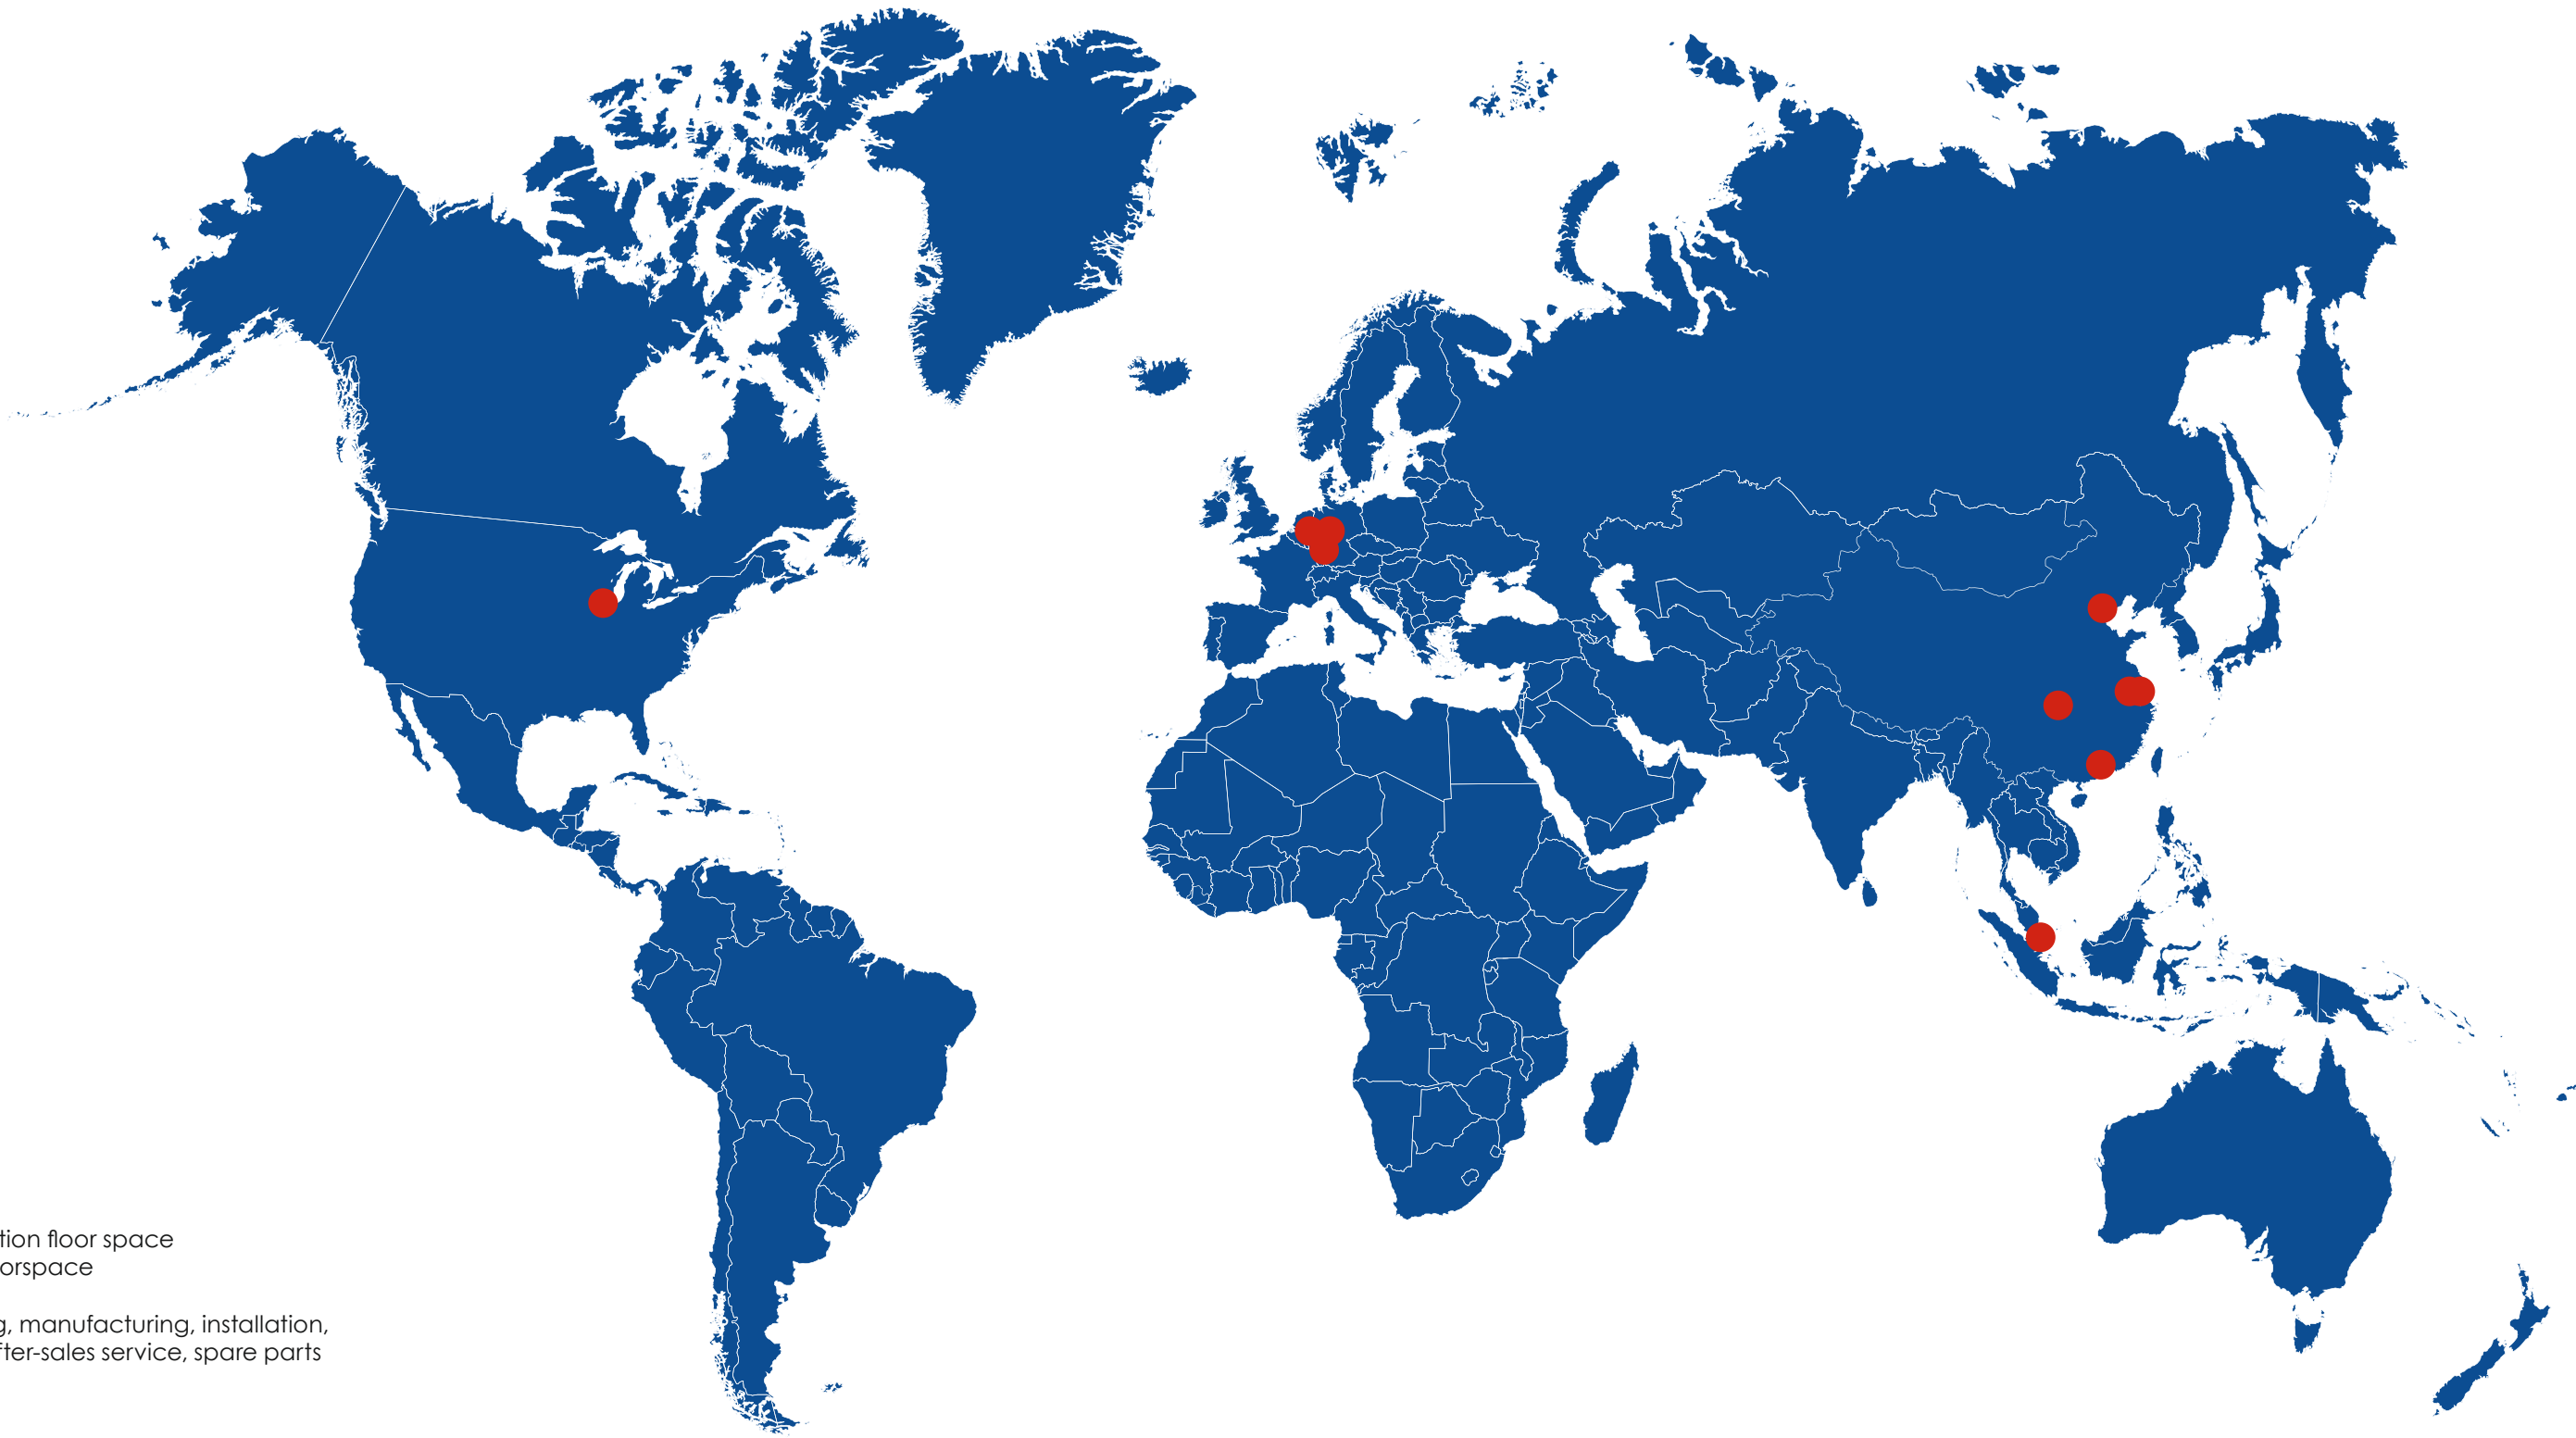 tion floor space
orspace
g, manufacturing, installation,
fter-sales service, spare parts